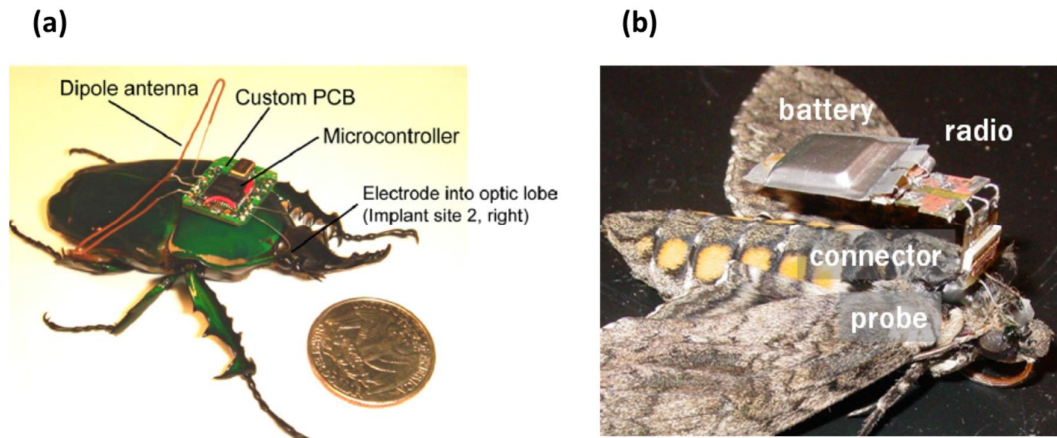 (a)
(b)
Dipole antenna
Custom PCB
Microcontroller
Electrode into optic lobe
(Implant site 2, right)
battery
radio
connector
probe